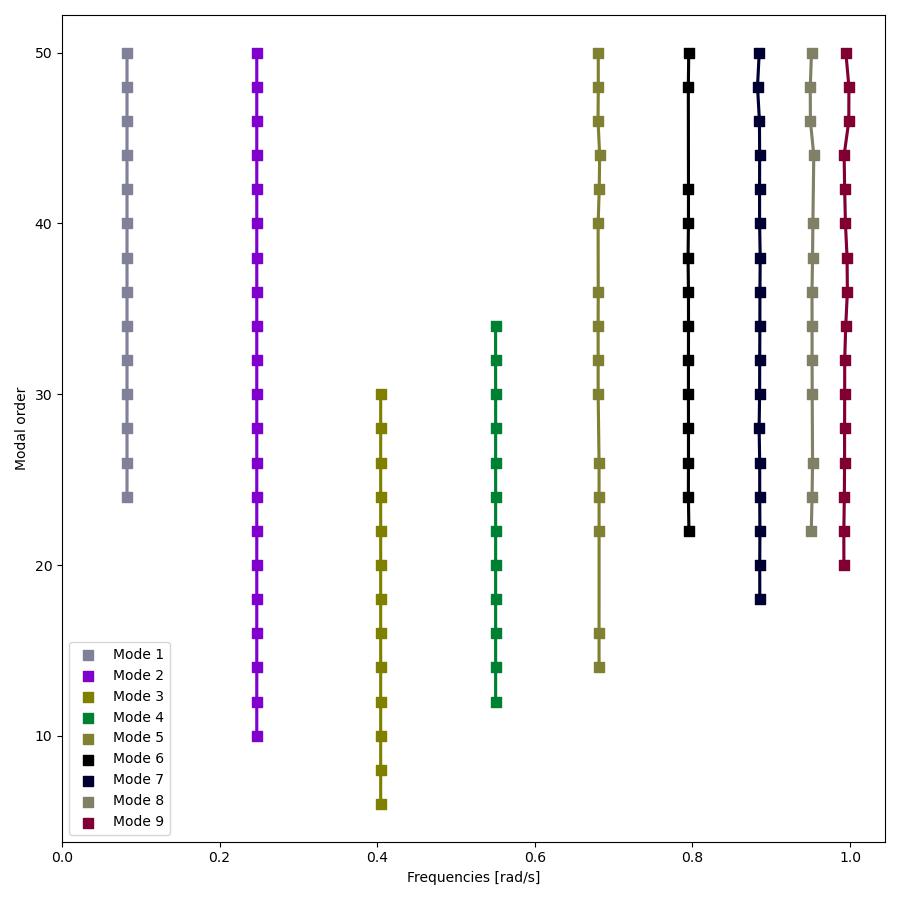 50
40
30
20
10
Modal order
Mode 1
Mode 2
Mode 3
Mode 4
Mode 5
Mode 6
Mode 7
Mode 8
Mode 9
0.0 0.2 0.4 0.6 0.8 1.0
Frequencies [rad/s]